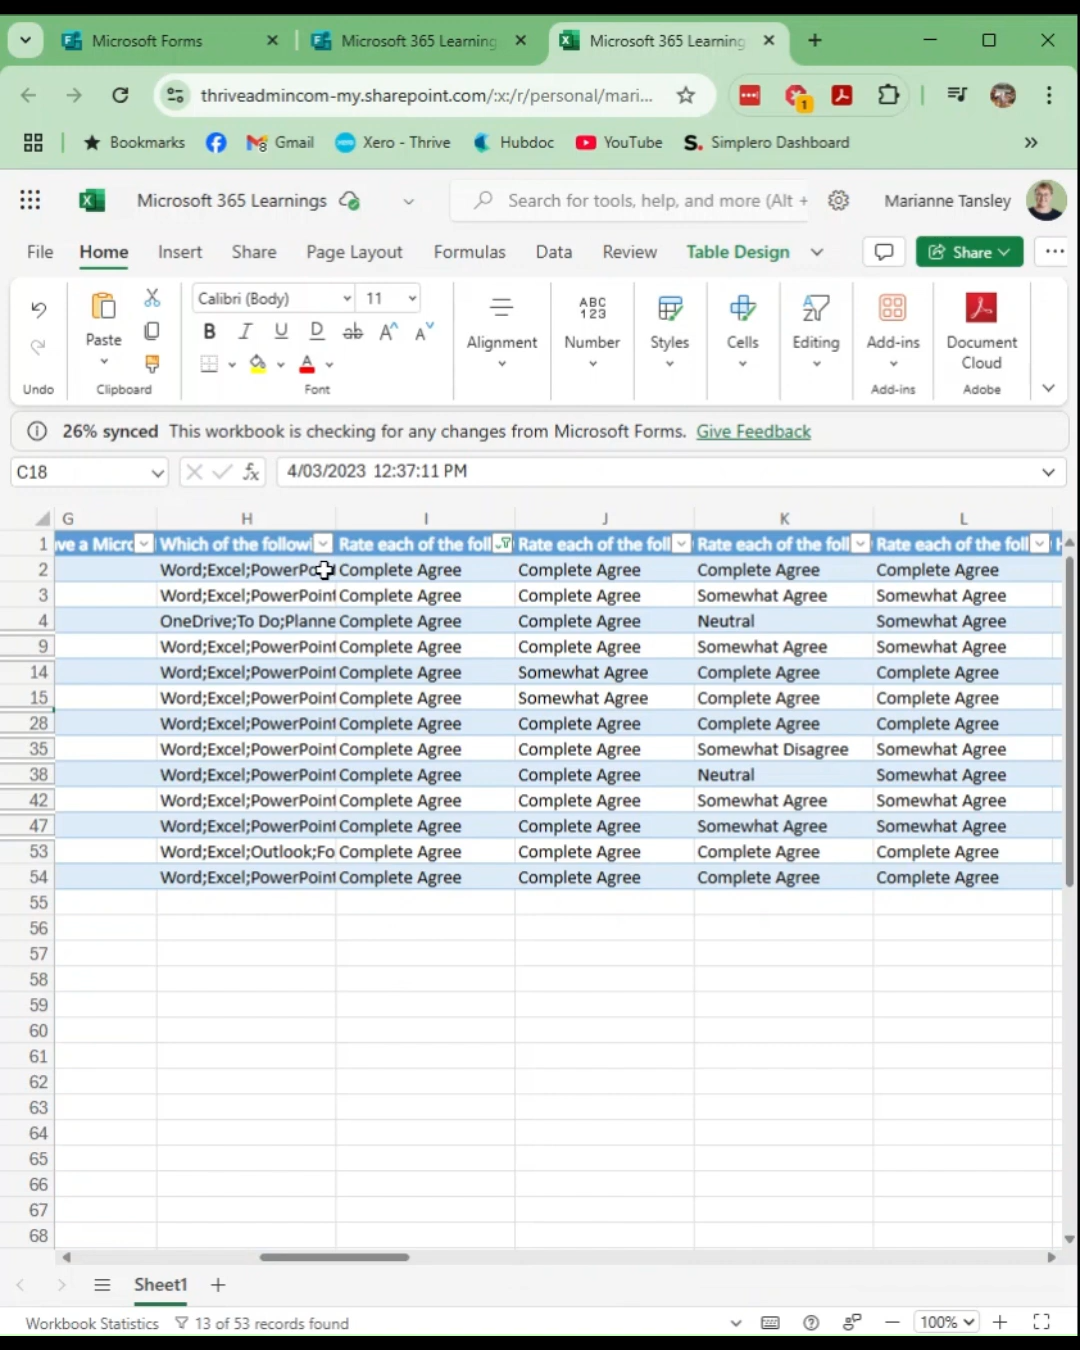 Microsoft Forms
Microsoft 365 Learning
Microsoft 365 Learning
thriveadmincom-my.sharepoint.com/:x:/r/personal/mari...
1
Bookmarks
Gmail
Xero - Thrive
Hubdoc
YouTube
Simplero Dashboard
Microsoft 365 Learnings
Search for tools, help, and more (Alt +
Marianne Tansley
File Home Insert Share Page Layout Formulas Data Review Table Design Share
Calibri (Body) 11
Paste
B I U D ab A A
A
ABC
123
Alignment Number Styles Cells Editing Add-ins Document
Cloud
Undo Clipboard Font Add-ins Adobe
26% synced This workbook is checking for any changes from Microsoft Forms. Give Feedback
C18 fx 4/03/2023 12:37:11 PM
G H I J K L
1 ve a Micro Which of the followi Rate each of the foll Rate each of the foll Rate each of the foll Rate each of the foll H
2 Word;Excel;PowerPo Complete Agree Complete Agree Complete Agree Complete Agree
3 Word;Excel;PowerPoint Complete Agree Complete Agree Somewhat Agree Somewhat Agree
4 OneDrive;To Do;Planne Complete Agree Complete Agree Neutral Somewhat Agree
9 Word;Excel;PowerPoint Complete Agree Complete Agree Somewhat Agree Somewhat Agree
14 Word;Excel;PowerPoint Complete Agree Somewhat Agree Complete Agree Complete Agree
15 Word;Excel;PowerPoint Complete Agree Somewhat Agree Complete Agree Complete Agree
28 Word;Excel;PowerPoint Complete Agree Complete Agree Complete Agree Complete Agree
35 Word;Excel;PowerPoint Complete Agree Complete Agree Somewhat Disagree Somewhat Agree
38 Word;Excel;PowerPoint Complete Agree Complete Agree Neutral Somewhat Agree
42 Word;Excel;PowerPoint Complete Agree Complete Agree Somewhat Agree Somewhat Agree
47 Word;Excel;PowerPoint Complete Agree Complete Agree Somewhat Agree Somewhat Agree
53 Word;Excel;Outlook;Fo Complete Agree Complete Agree Complete Agree Complete Agree
54 Word;Excel;PowerPoint Complete Agree Complete Agree Complete Agree Complete Agree
55
56
57
58
59
60
61
62
63
64
65
66
67
68
Sheet1
Workbook Statistics 13 of 53 records found 100%